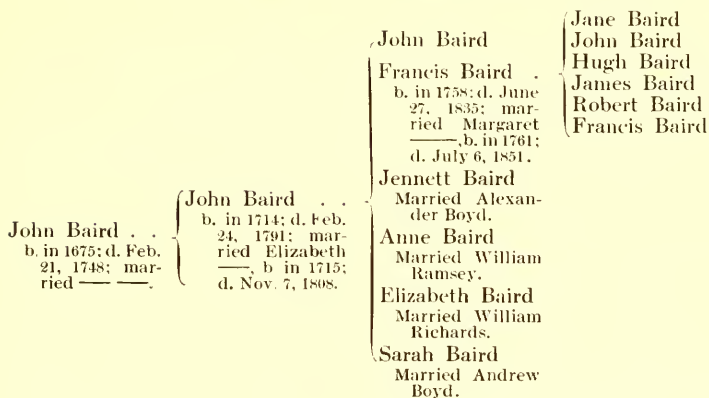 John Baird . .
b. in 1675; d. Feb.
21, 1748; mar-
ried —— ——.
John Baird . .
b. in 1714; d. Feb.
24, 1791; mar-
ried Elizabeth
——, b in 1715;
d. Nov. 7, 1808.
John Baird
Francis Baird .
b. in 1758; d. June
27, 1835; mar-
ried Margaret
——, b. in 1761;
d. July 6, 1851.
Jennett Baird
Married Alexan-
der Boyd.
Anne Baird
Married William
Ramsey.
Elizabeth Baird
Married William
Richards.
Sarah Baird
Married Andrew
Boyd.
Jane Baird
John Baird
Hugh Baird
James Baird
Robert Baird
Francis Baird